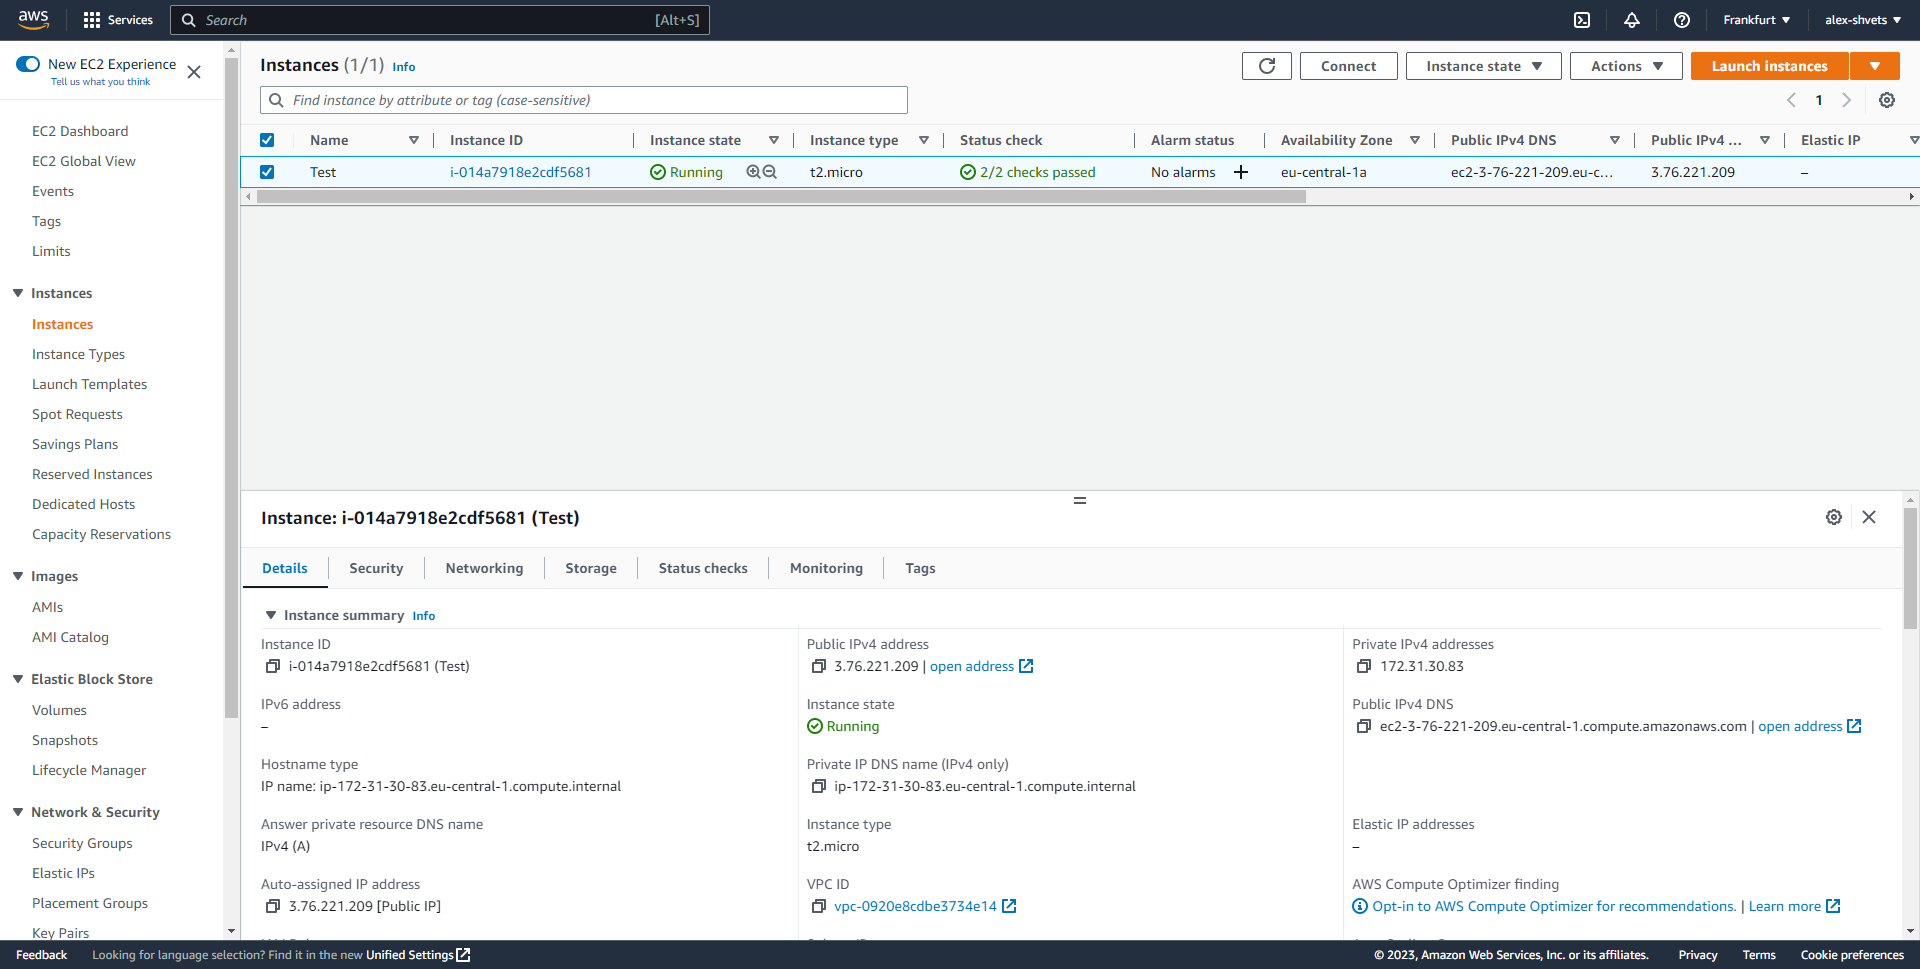 aws
Services
Search
[Alt+S]
Frankfurt
alex-shvets
New EC2 Experience
Tell us what you think
EC2 Dashboard
EC2 Global View
Events
Tags
Limits
Instances
Instances
Instance Types
Launch Templates
Spot Requests
Savings Plans
Reserved Instances
Dedicated Hosts
Capacity Reservations
Images
AMIs
AMI Catalog
Elastic Block Store
Volumes
Snapshots
Lifecycle Manager
Network & Security
Security Groups
Elastic IPs
Placement Groups
Key Pairs
Instances (1/1) Info
Connect
Instance state
Actions
Launch instances
Find instance by attribute or tag (case-sensitive)
1
Name Instance ID Instance state Instance type Status check Alarm status Availability Zone Public IPv4 DNS Public IPv4 ... Elastic IP
Test i-014a7918e2cdf5681 Running t2.micro 2/2 checks passed No alarms eu-central-1a ec2-3-76-221-209.eu-c... 3.76.221.209 –
Instance: i-014a7918e2cdf5681 (Test)
Details Security Networking Storage Status checks Monitoring Tags
Instance summary Info
Instance ID
i-014a7918e2cdf5681 (Test)
Public IPv4 address
3.76.221.209 | open address
Private IPv4 addresses
172.31.30.83
IPv6 address
–
Instance state
Running
Public IPv4 DNS
ec2-3-76-221-209.eu-central-1.compute.amazonaws.com | open address
Hostname type
IP name: ip-172-31-30-83.eu-central-1.compute.internal
Private IP DNS name (IPv4 only)
ip-172-31-30-83.eu-central-1.compute.internal
Answer private resource DNS name
IPv4 (A)
Instance type
t2.micro
Elastic IP addresses
–
Auto-assigned IP address
3.76.221.209 [Public IP]
VPC ID
vpc-0920e8cdbe3734e14
AWS Compute Optimizer finding
Opt-in to AWS Compute Optimizer for recommendations. | Learn more
Feedback
Looking for language selection? Find it in the new Unified Settings
© 2023, Amazon Web Services, Inc. or its affiliates.
Privacy
Terms
Cookie preferences